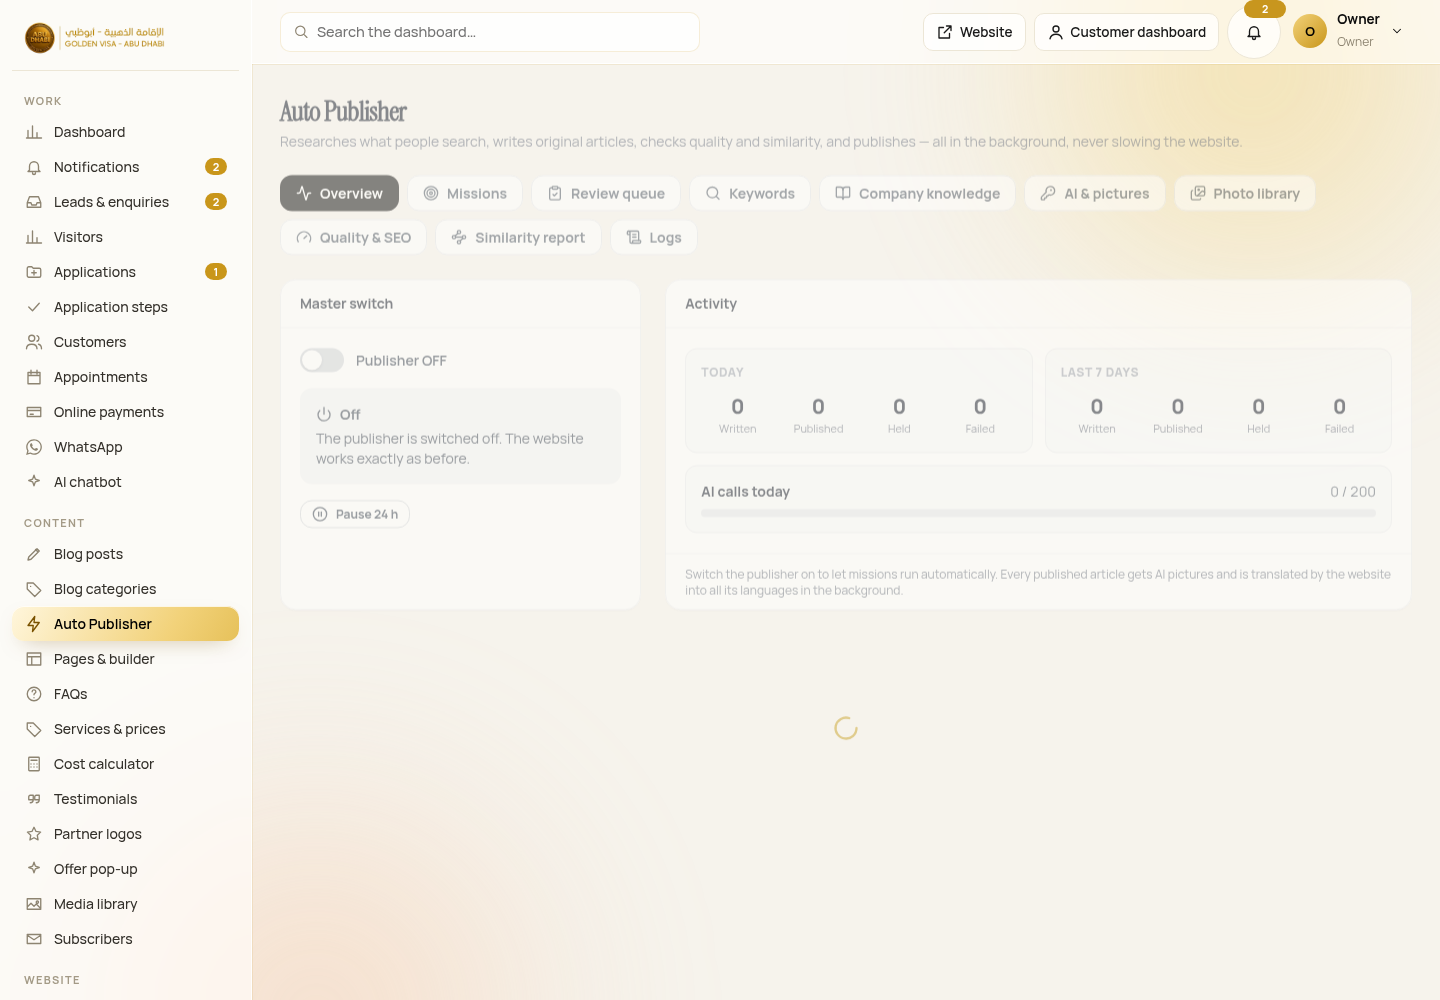 ABU DHABI
الإقامة الذهبية - أبوظبي
GOLDEN VISA - ABU DHABI
Search the dashboard...
Website
Customer dashboard
2
O
Owner
Owner
WORK
Dashboard
Notifications 2
Leads & enquiries 2
Visitors
Applications 1
Application steps
Customers
Appointments
Online payments
WhatsApp
AI chatbot
CONTENT
Blog posts
Blog categories
Auto Publisher
Pages & builder
FAQs
Services & prices
Cost calculator
Testimonials
Partner logos
Offer pop-up
Media library
Subscribers
WEBSITE
Auto Publisher
Researches what people search, writes original articles, checks quality and similarity, and publishes — all in the background, never slowing the website.
Overview
Missions
Review queue
Keywords
Company knowledge
AI & pictures
Photo library
Quality & SEO
Similarity report
Logs
Master switch
Publisher OFF
Off
The publisher is switched off. The website
works exactly as before.
Pause 24 h
Activity
TODAY
0 0 0 0
Written Published Held Failed
LAST 7 DAYS
0 0 0 0
Written Published Held Failed
AI calls today 0 / 200
Switch the publisher on to let missions run automatically. Every published article gets AI pictures and is translated by the website
into all its languages in the background.